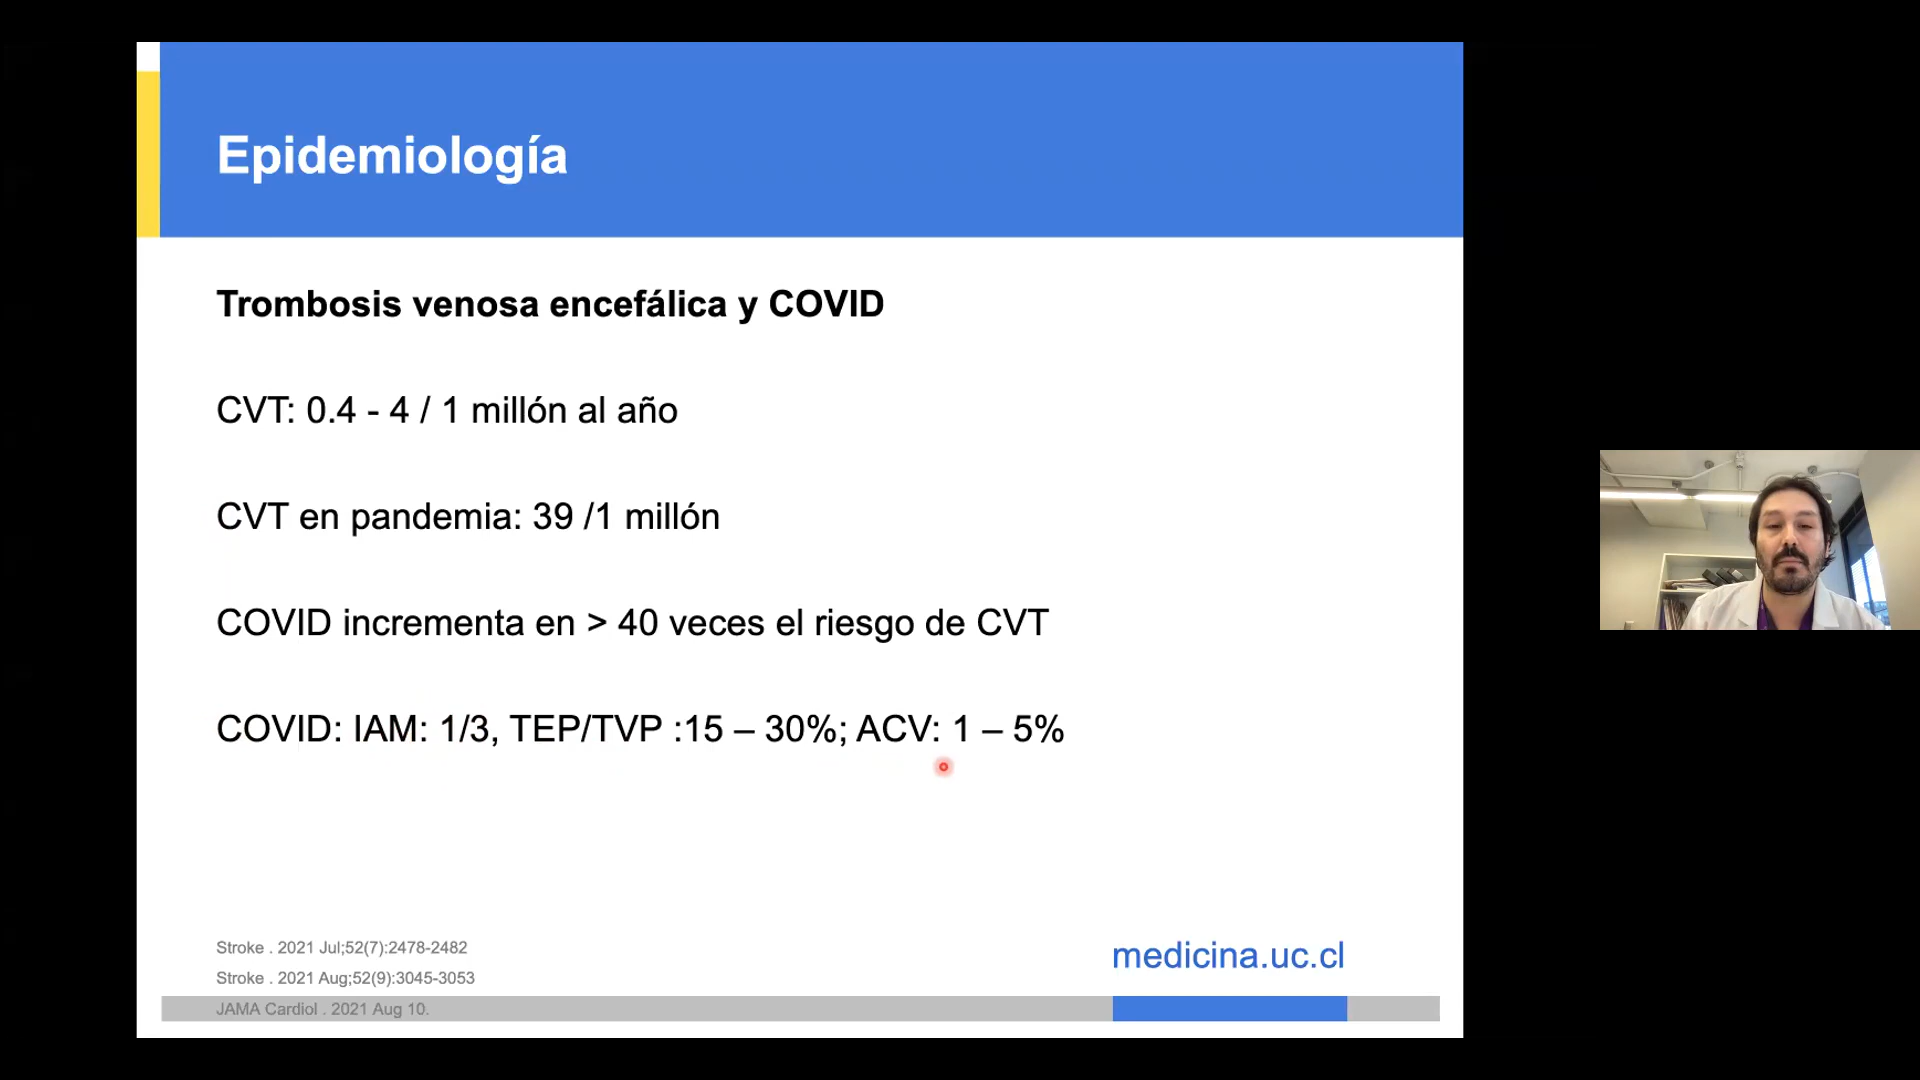 Epidemiología
Trombosis venosa encefálica y COVID
CVT: 0.4 - 4 / 1 millón al año
CVT en pandemia: 39 /1 millón
COVID incrementa en > 40 veces el riesgo de CVT
COVID: IAM: 1/3, TEP/TVP :15 – 30%; ACV: 1 – 5%
Stroke . 2021 Jul;52(7):2478-2482
Stroke . 2021 Aug;52(9):3045-3053
JAMA Cardiol . 2021 Aug 10.
medicina.uc.cl